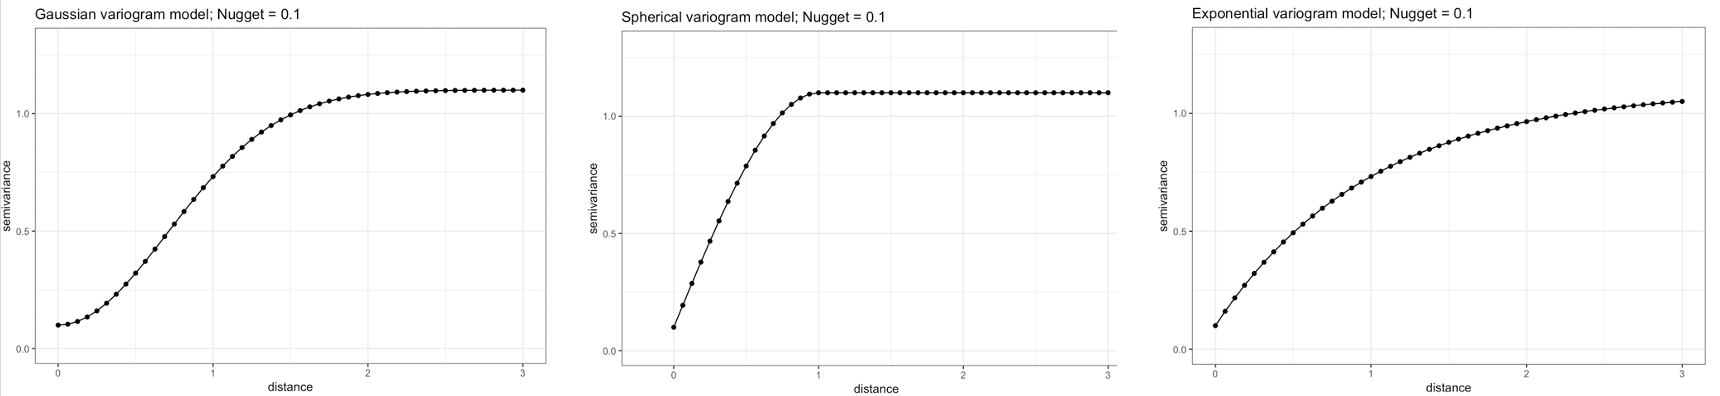 Gaussian variogram model; Nugget = 0.1
semivariance
1.0
0.5
0.0
0 1 2 3
distance
Spherical variogram model; Nugget = 0.1
semivariance
1.0
0.5
0.0
0 1 2 3
distance
Exponential variogram model; Nugget = 0.1
semivariance
1.0
0.5
0.0
0 1 2 3
distance